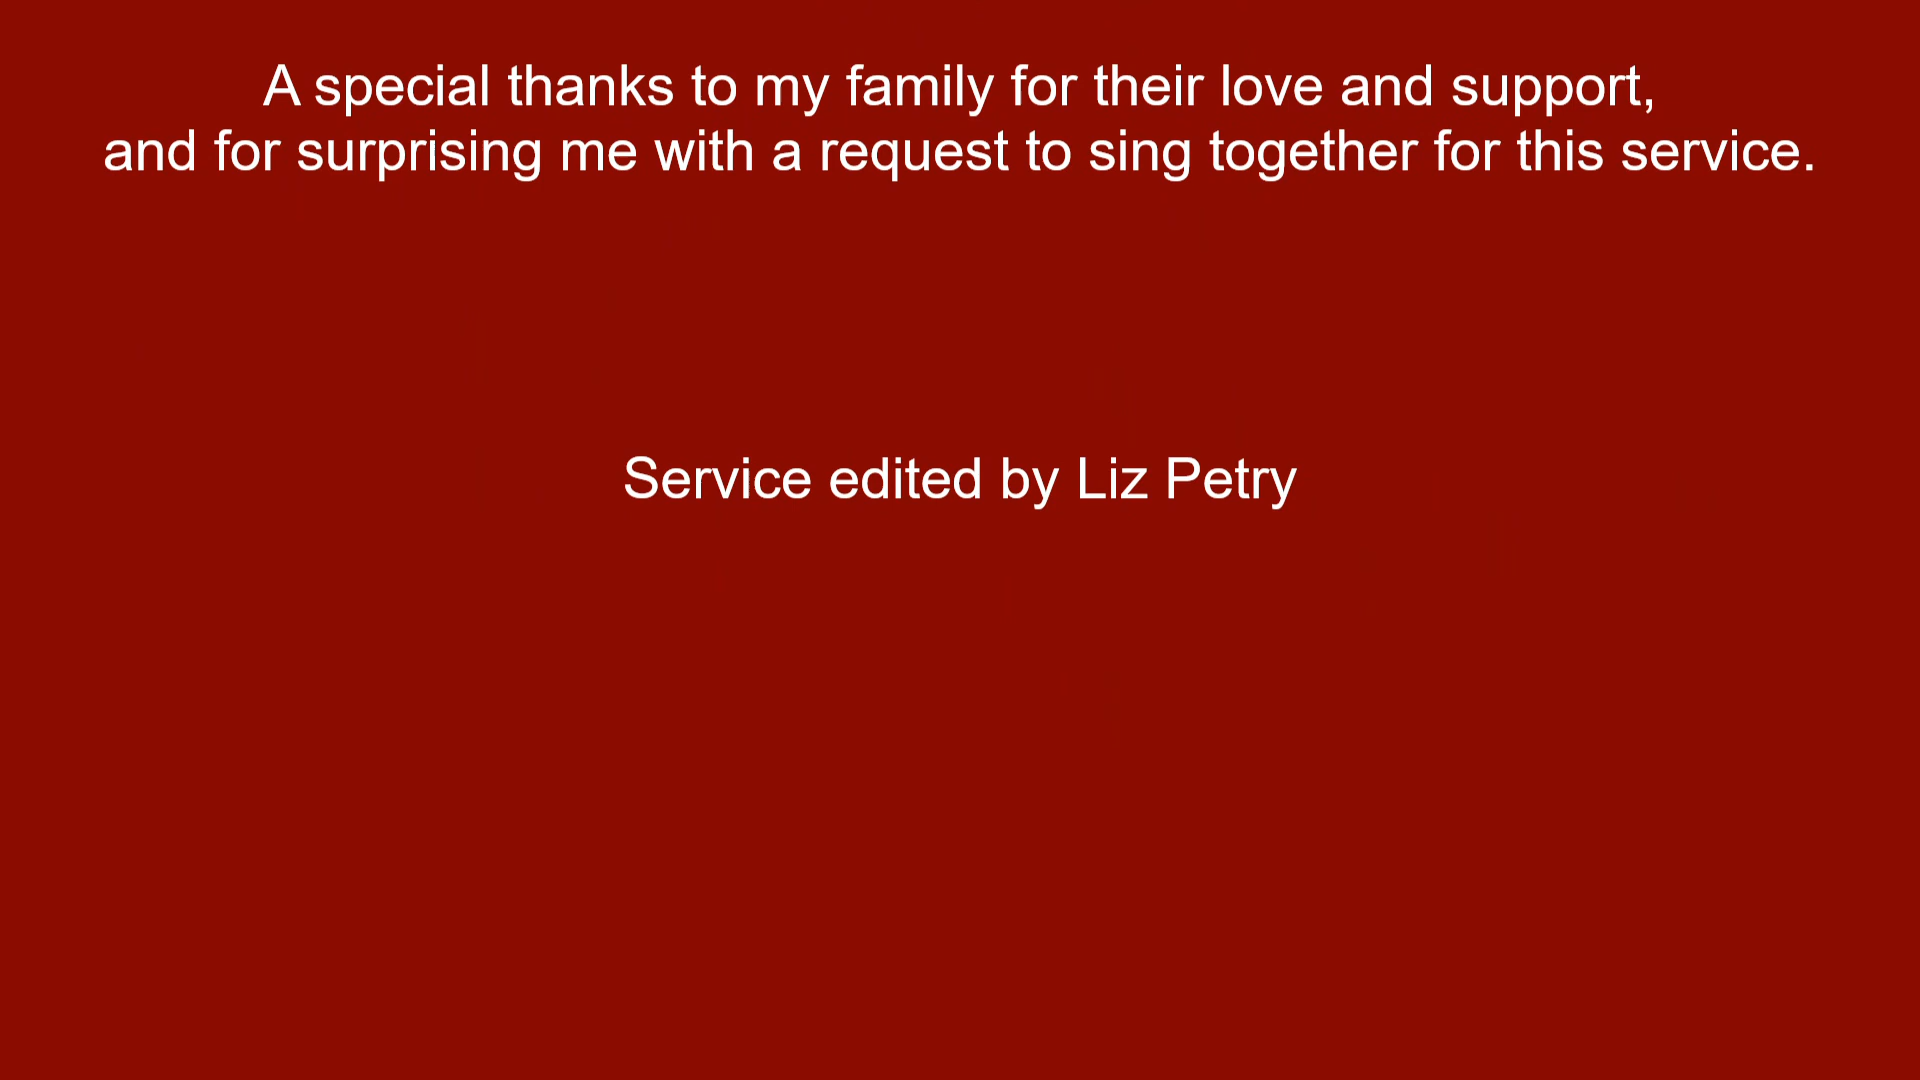 A special thanks to my family for their love and support,
and for surprising me with a request to sing together for this service.
Service edited by Liz Petry